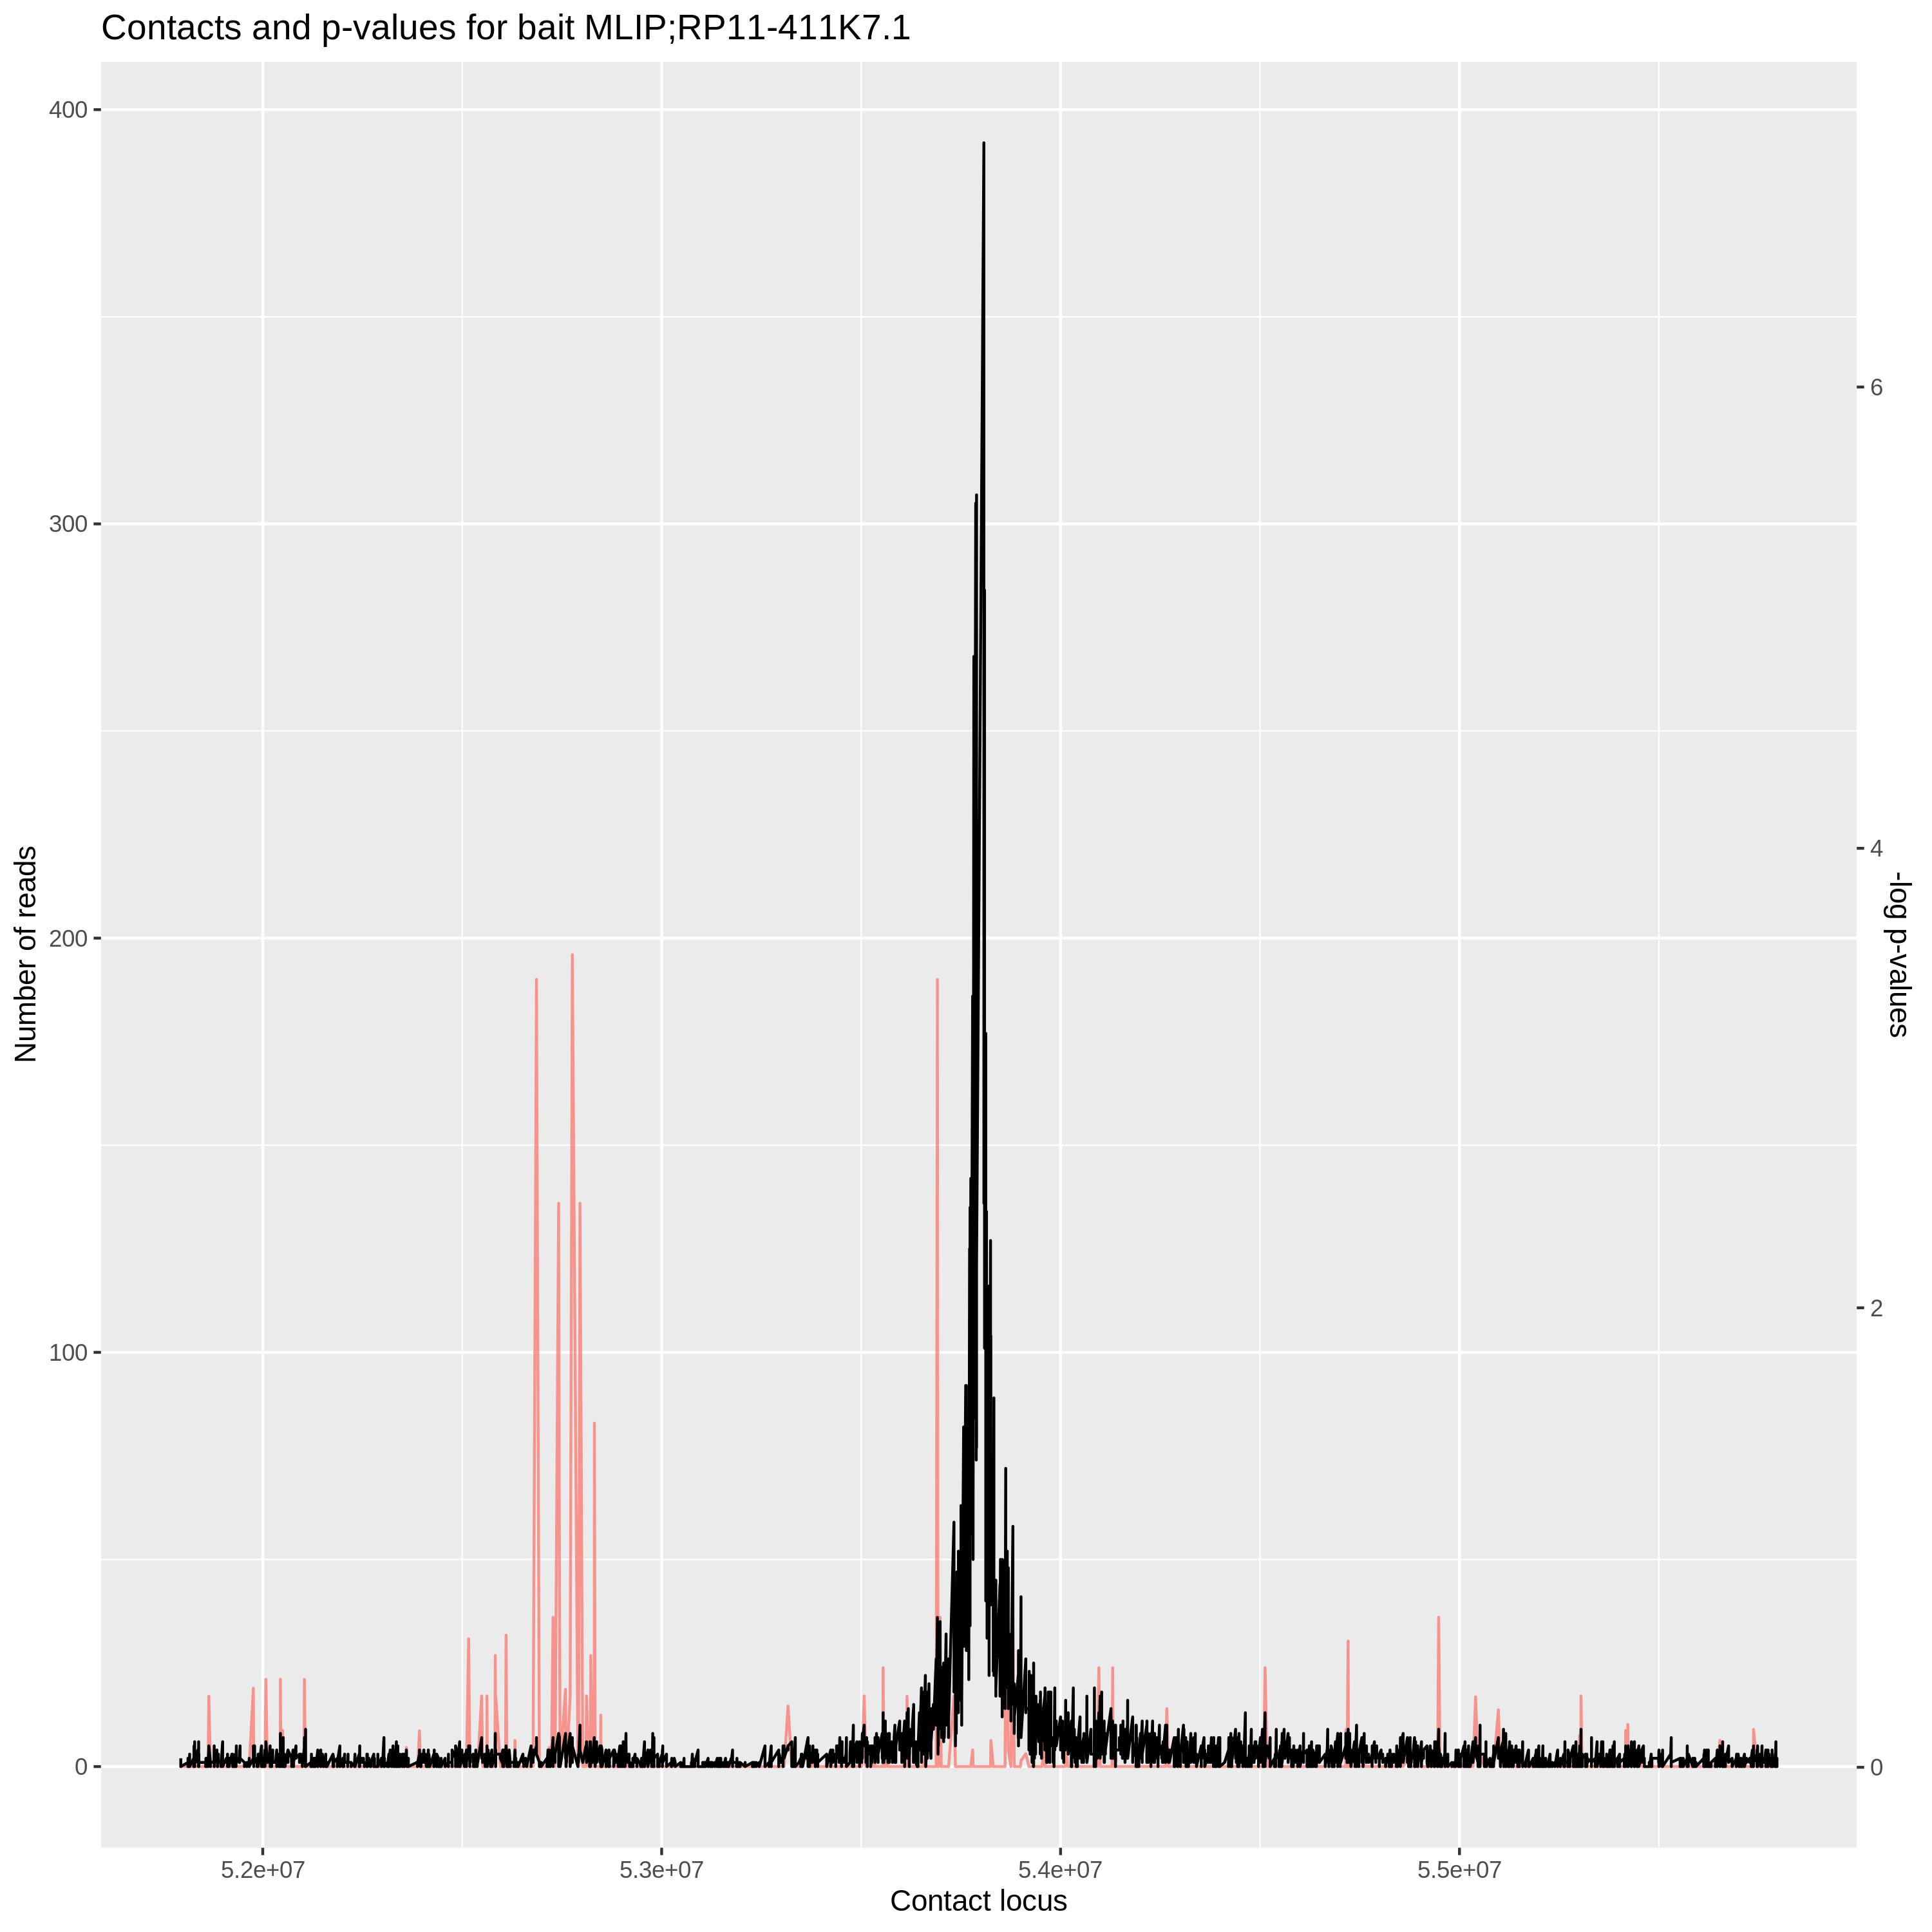 Contacts and p-values for bait MLIP;RP11-411K7.1
400
300
200
100
0
6
4
2
0
Number of reads
-log p-values
5.2e+07
5.3e+07
5.4e+07
5.5e+07
Contact locus